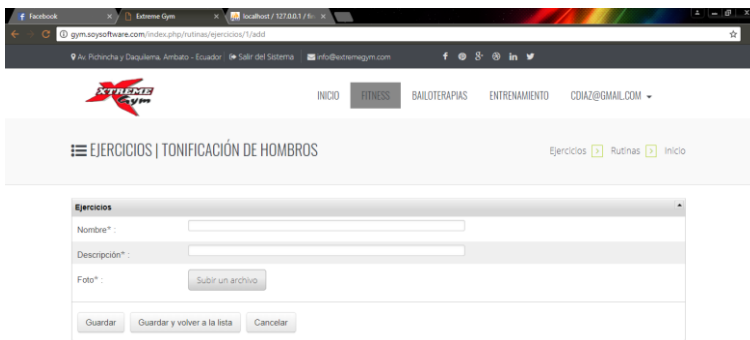 Facebook
Extreme Gym
localhost / 127.0.0.1 /
gym.soysoftware.com/index.php/rutinas/ejercicios/1/add
Av. Pichincha y Daquilema, Ambato - Ecuador Salir del Sistema info@extremegym.com
XTREME
Gym
INICIO FITNESS BAILOTERAPIAS ENTRENAMIENTO CDIAZ@GMAIL.COM
EJERCICIOS | TONIFICACIÓN DE HOMBROS
Ejercicios Rutinas Inicio
Ejercicios
Nombre* :
Descripción* :
Foto* :
Subir un archivo
Guardar Guardar y volver a la lista Cancelar